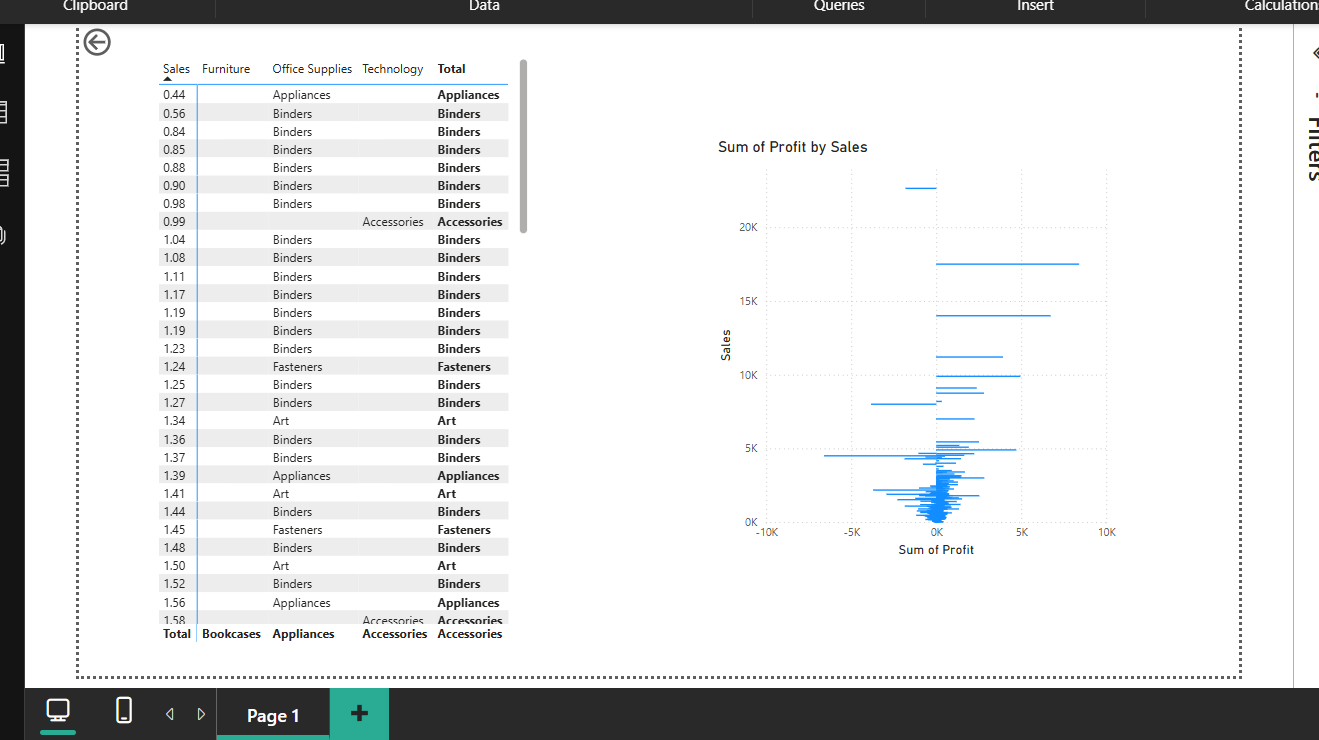 Clipboard Data Queries Insert Calculations
Filters
Sales Furniture Office Supplies Technology Total
0.44 Appliances Appliances
0.56 Binders Binders
0.84 Binders Binders
0.85 Binders Binders
0.88 Binders Binders
0.90 Binders Binders
0.98 Binders Binders
0.99 Accessories Accessories
1.04 Binders Binders
1.08 Binders Binders
1.11 Binders Binders
1.17 Binders Binders
1.19 Binders Binders
1.19 Binders Binders
1.23 Binders Binders
1.24 Fasteners Fasteners
1.25 Binders Binders
1.27 Binders Binders
1.34 Art Art
1.36 Binders Binders
1.37 Binders Binders
1.39 Appliances Appliances
1.41 Art Art
1.44 Binders Binders
1.45 Fasteners Fasteners
1.48 Binders Binders
1.50 Art Art
1.52 Binders Binders
1.56 Appliances Appliances
1.58 Accessories Accessories
Total Bookcases Appliances Accessories Accessories
Sum of Profit by Sales
20K
15K
10K
5K
0K
Sales
-10K -5K 0K 5K 10K
Sum of Profit
Page 1